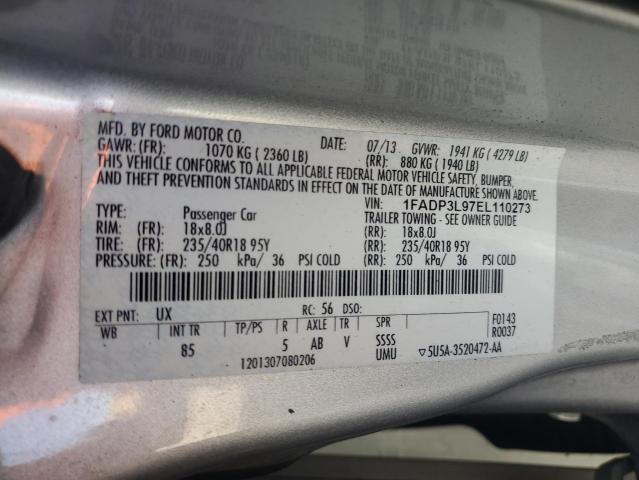 MFD. BY FORD MOTOR CO.
DATE: 07/13 GVWR: 1941 KG ( 4279 LB)
GAWR: (FR): 1070 KG ( 2360 LB) (RR): 880 KG ( 1940 LB)
THIS VEHICLE CONFORMS TO ALL APPLICABLE FEDERAL MOTOR VEHICLE SAFETY, BUMPER,
AND THEFT PREVENTION STANDARDS IN EFFECT ON THE DATE OF MANUFACTURE SHOWN ABOVE.
VIN: 1FADP3L97EL110273
TYPE: Passenger Car TRAILER TOWING - SEE OWNER GUIDE
RIM: (FR): 18x8.0J (RR): 18x8.0J
TIRE: (FR): 235/40R18 95Y (RR): 235/40R18 95Y
PRESSURE: (FR): 250 kPa/ 36 PSI COLD (RR): 250 kPa/ 36 PSI COLD
EXT PNT: UX RC: 56 DSO: F0143
R0037
WB INT TR TP/PS R AXLE TR SPR
85 5 AB V SSSS
1201307080206 UMU 5U5A-3520472-AA